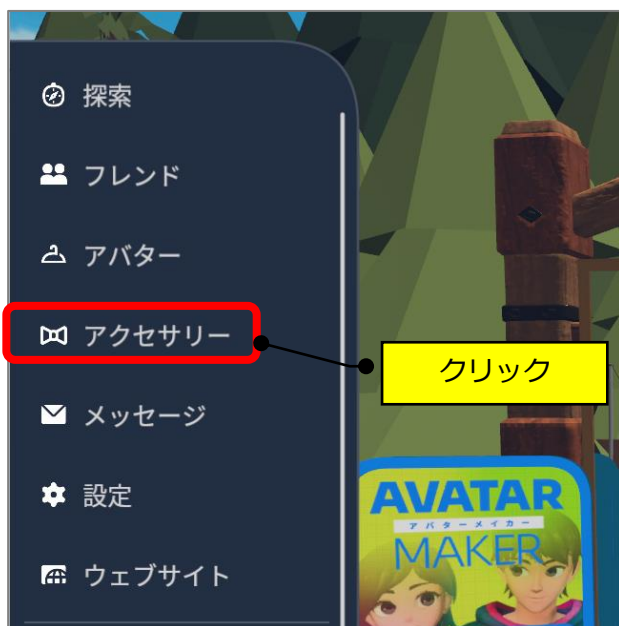 探索
フレンド
アバター
アクセサリー
クリック
メッセージ
設定
ウェブサイト
AVATAR
アバターメイカー
MAKER